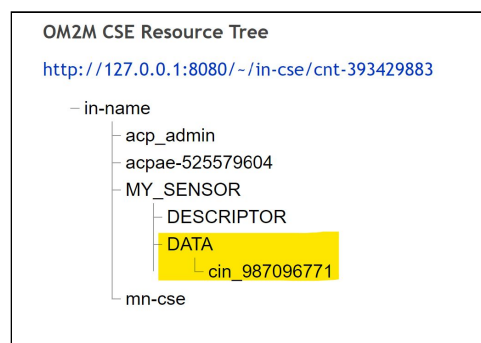 OM2M CSE Resource Tree
http://127.0.0.1:8080/~/in-cse/cnt-393429883
in-name
acp_admin
acpae-525579604
MY_SENSOR
DESCRIPTOR
DATA
cin_987096771
mn-cse